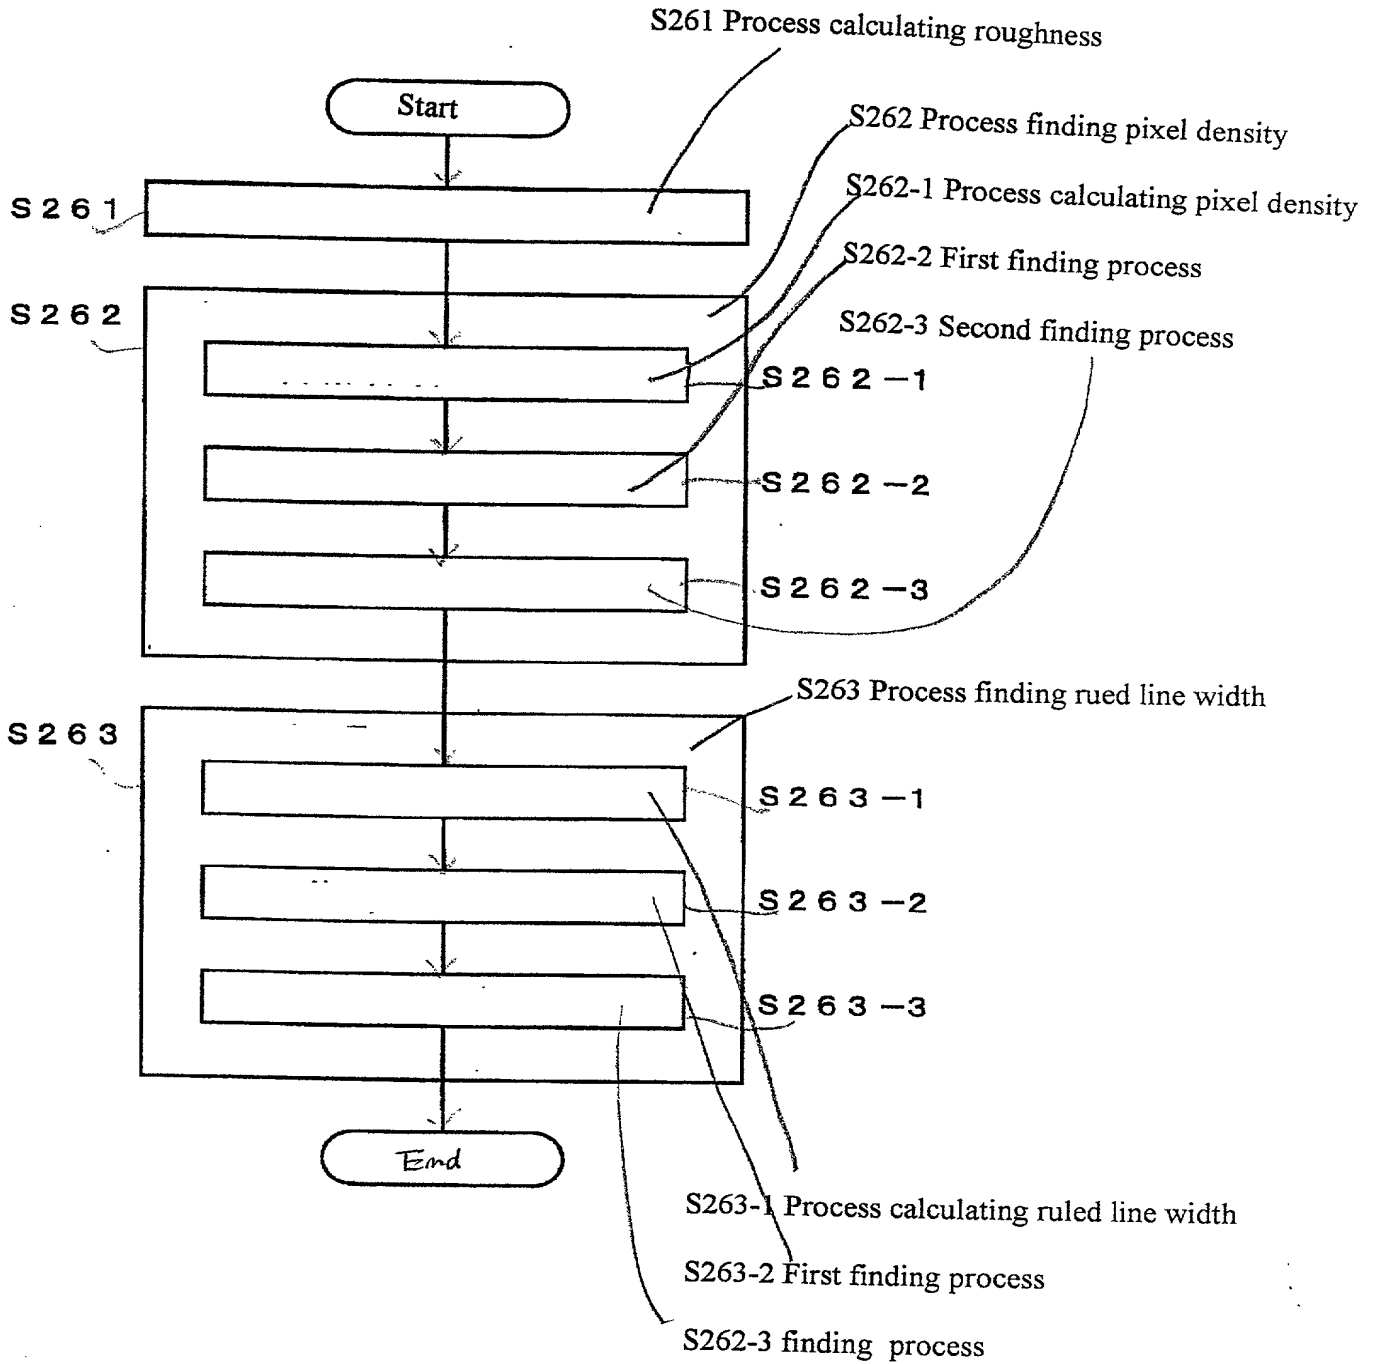 S261 Process calculating roughness
Start
S262 Process finding pixel density
S262-1 Process calculating pixel density
S261
S262-2 First finding process
S262
S262-3 Second finding process
S262-1
S262-2
S262-3
S263 Process finding rued line width
S263
S263-1
S263-2
S263-3
End
S263-1 Process calculating ruled line width
S263-2 First finding process
S262-3 finding process